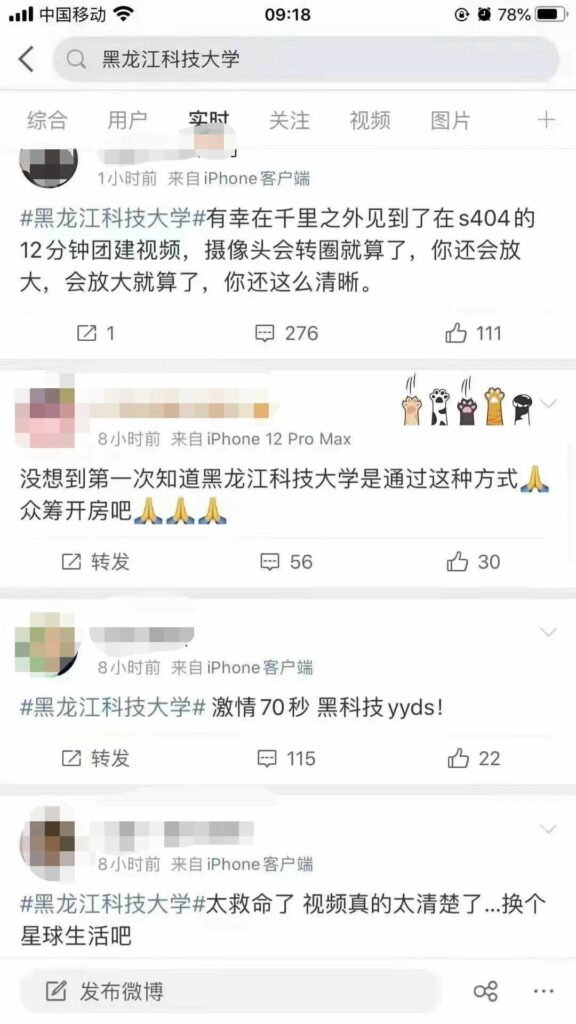 中国移动 09:18 78%
黑龙江科技大学
综合 用户 实时 关注 视频 图片
1小时前 来自iPhone客户端
#黑龙江科技大学#有幸在千里之外见到了在s404的
12分钟团建视频，摄像头会转圈就算了，你还会放
大，会放大就算了，你还这么清晰。
1 276 111
8小时前 来自iPhone 12 Pro Max
没想到第一次知道黑龙江科技大学是通过这种方式🙏
众筹开房吧🙏🙏🙏
转发 56 30
8小时前 来自iPhone客户端
#黑龙江科技大学# 激情70秒 黑科技yyds！
转发 115 22
8小时前 来自iPhone客户端
#黑龙江科技大学#太救命了 视频真的太清楚了...换个
星球生活吧
发布微博